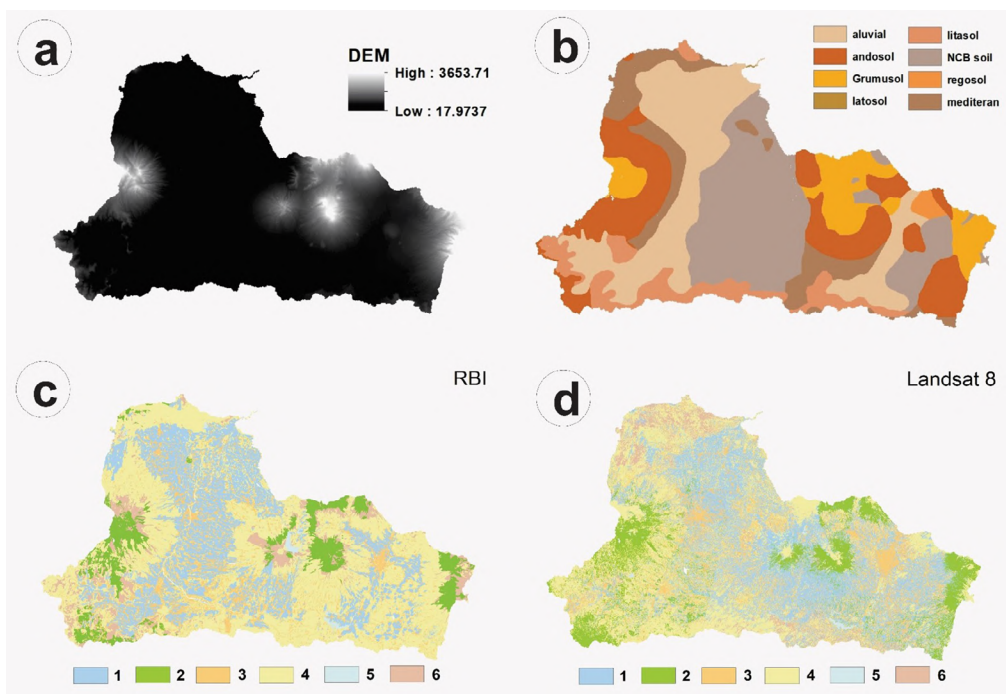 a
DEM
High : 3653.71
Low : 17.9737
b
aluvial
andosol
Grumusol
latosol
litasol
NCB soil
regosol
mediteran
c
RBI
1 2 3 4 5 6
d
Landsat 8
1 2 3 4 5 6